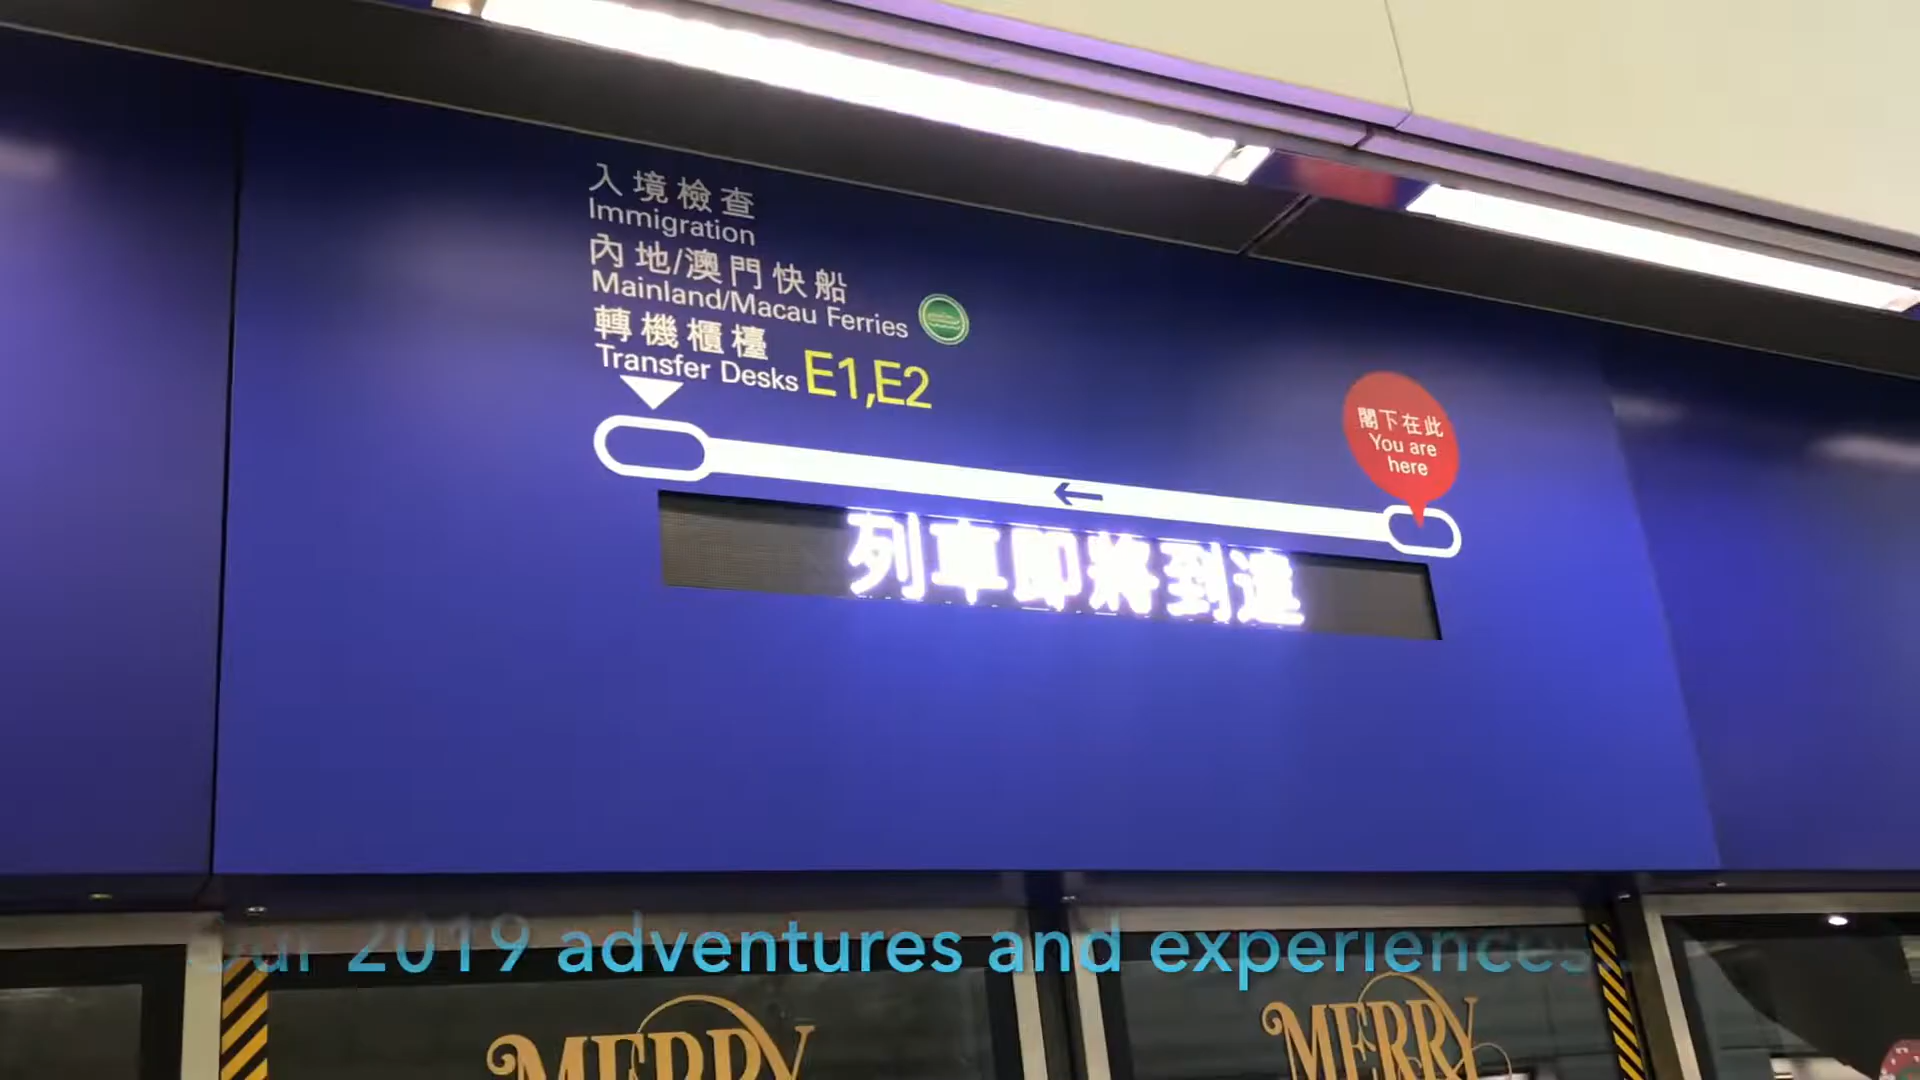 入境檢查
Immigration
內地/澳門快船
Mainland/Macau Ferries
轉機櫃檯
Transfer Desks E1,E2
閣下在此
You are
here
←
列車即將到達
Our 2019 adventures and experiences.
MERRY MERRY